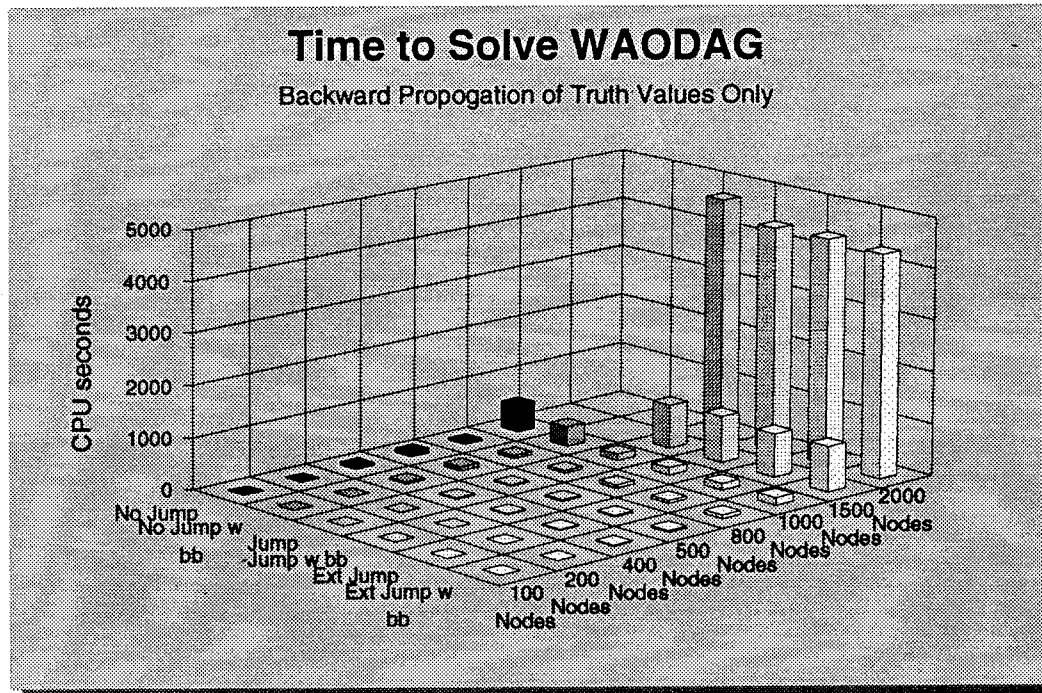 Time to Solve WAODAG
Backward Propogation of Truth Values Only
CPU seconds
5000
4000
3000
2000
1000
0
No Jump
No Jump w
bb
Jump
Jump w bb
Ext Jump
Ext Jump w
bb
100
Nodes
200
Nodes
400
Nodes
500
Nodes
800
Nodes
1000
Nodes
1500
Nodes
2000
Nodes